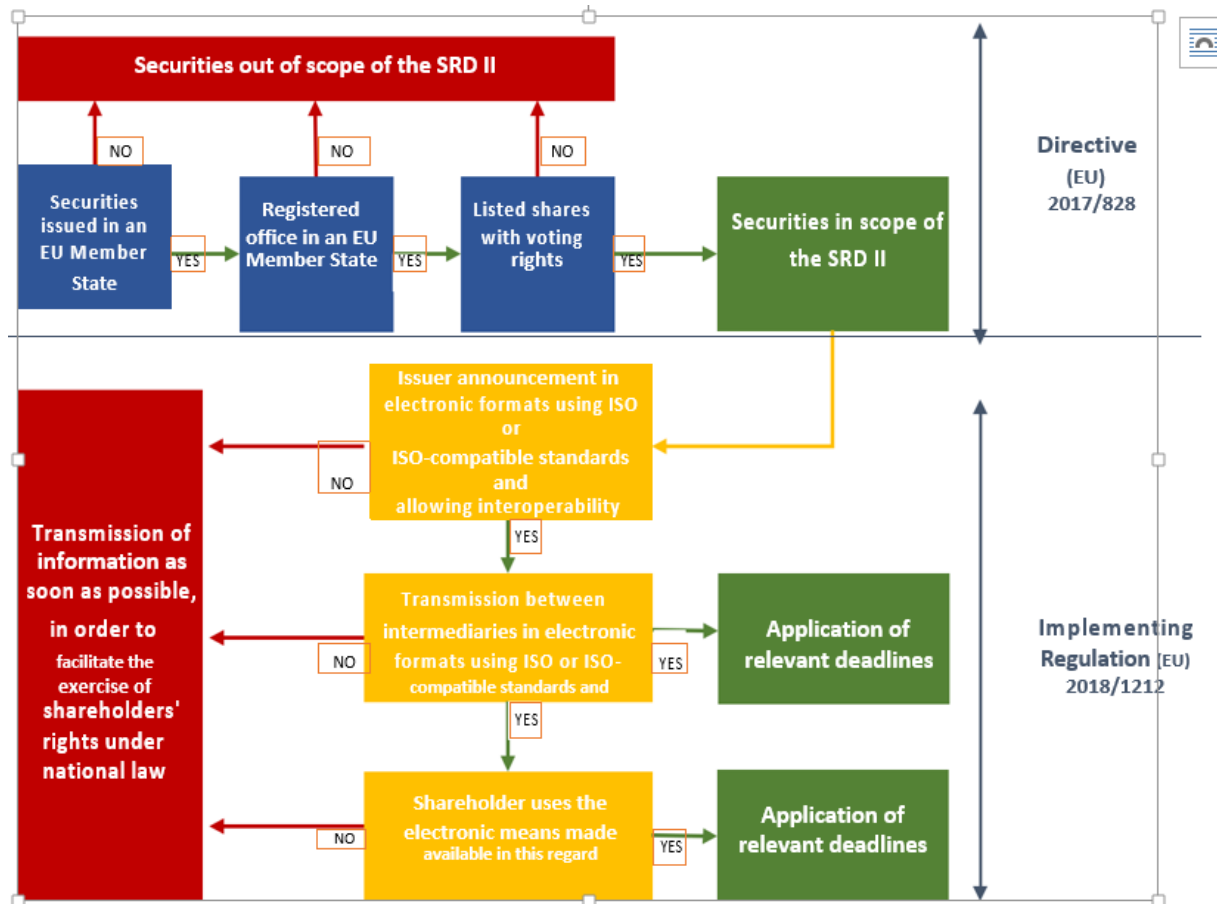 Securities out of scope of the SRD II
NO
NO
NO
Securities
issued in an
EU Member
State
YES
Registered
office in an EU
Member State
YES
Listed shares
with voting
rights
YES
Securities in scope of
the SRD II
Directive
(EU)
2017/828
Issuer announcement in
electronic formats using ISO
or
ISO-compatible standards
and
allowing interoperability
NO
YES
Transmission of
information as
soon as possible,
in order to
facilitate the
exercise of
shareholders'
rights under
national law
Transmission between
intermediaries in electronic
formats using ISO or ISO-
compatible standards and
NO
YES
YES
Application of
relevant deadlines
Implementing
Regulation (EU)
2018/1212
Shareholder uses the
electronic means made
available in this regard
NO
YES
Application of
relevant deadlines